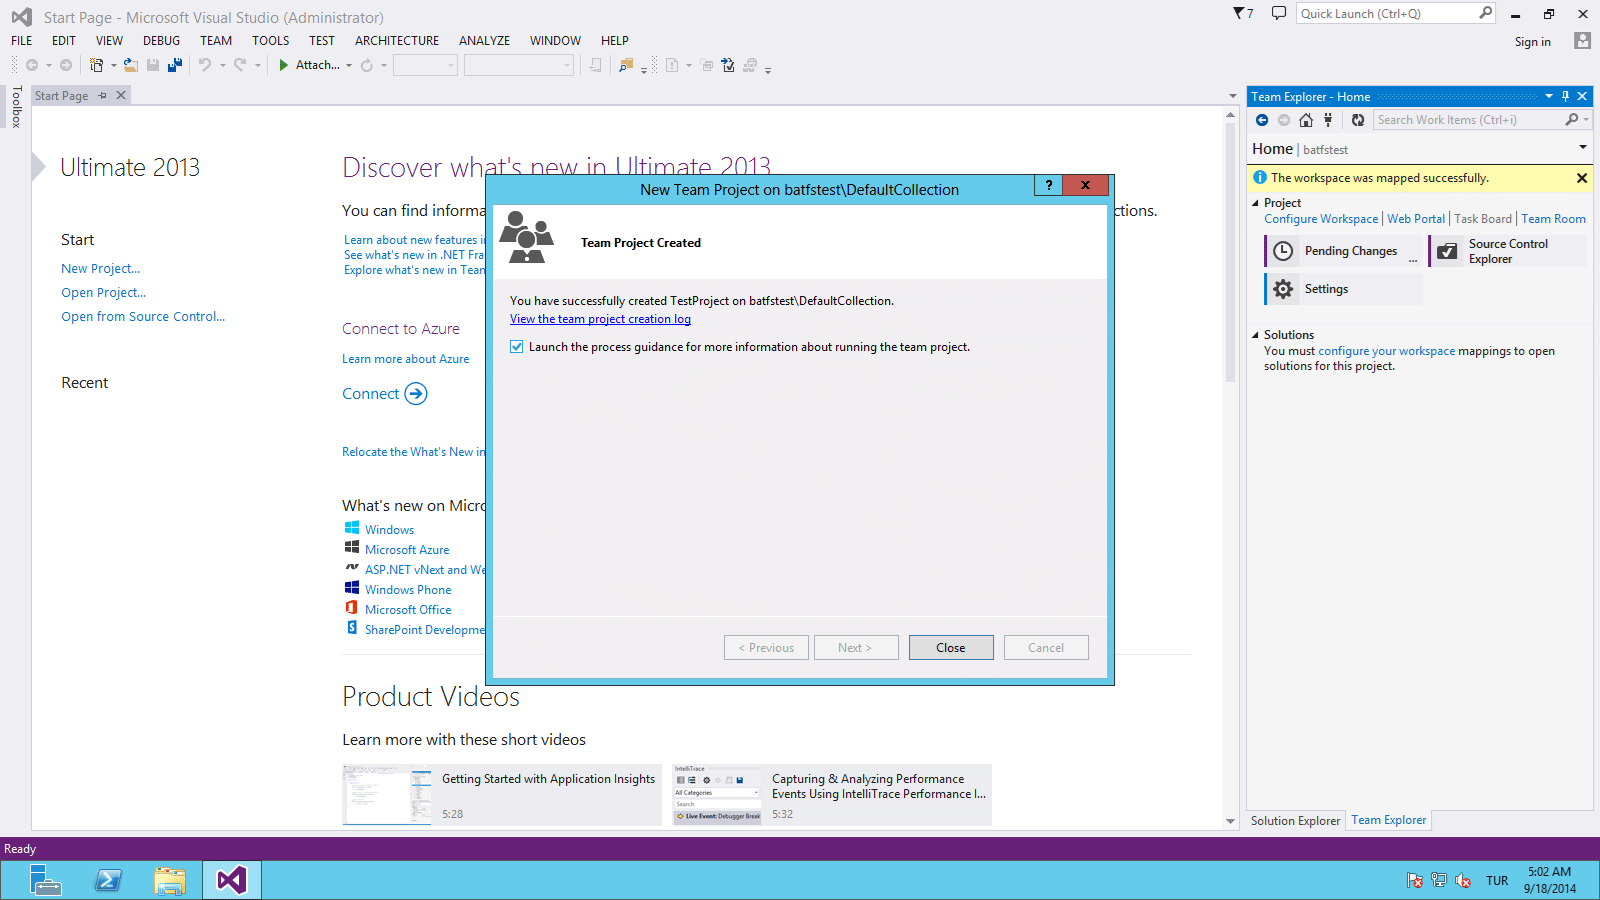 Start Page - Microsoft Visual Studio (Administrator)
7
Quick Launch (Ctrl+Q)
FILE EDIT VIEW DEBUG TEAM TOOLS TEST ARCHITECTURE ANALYZE WINDOW HELP
Sign in
Attach...
Toolbox
Start Page
Ultimate 2013
Start
New Project...
Open Project...
Open from Source Control...
Recent
Discover what's new in Ultimate 2013
You can find informa
ctions.
Learn about new features i
See what's new in .NET Fra
Explore what's new in Tean
Connect to Azure
Learn more about Azure
Connect
Relocate the What's New in
What's new on Micro
Windows
Microsoft Azure
ASP.NET vNext and We
Windows Phone
Microsoft Office
SharePoint Developme
Product Videos
Learn more with these short videos
Getting Started with Application Insights
5:28
IntelliTrace
All Categories
Search
Live Event: Debugger Break
Capturing & Analyzing Performance
Events Using IntelliTrace Performance I...
5:32
New Team Project on batfstest\DefaultCollection
? x
Team Project Created
You have successfully created TestProject on batfstest\DefaultCollection.
View the team project creation log
Launch the process guidance for more information about running the team project.
< Previous
Next >
Close
Cancel
Team Explorer - Home
Search Work Items (Ctrl+i)
Home | batfstest
The workspace was mapped successfully.
Project
Configure Workspace | Web Portal | Task Board | Team Room
Pending Changes
...
Source Control
Explorer
Settings
Solutions
You must configure your workspace mappings to open
solutions for this project.
Solution Explorer Team Explorer
Ready
TUR
5:02 AM
9/18/2014